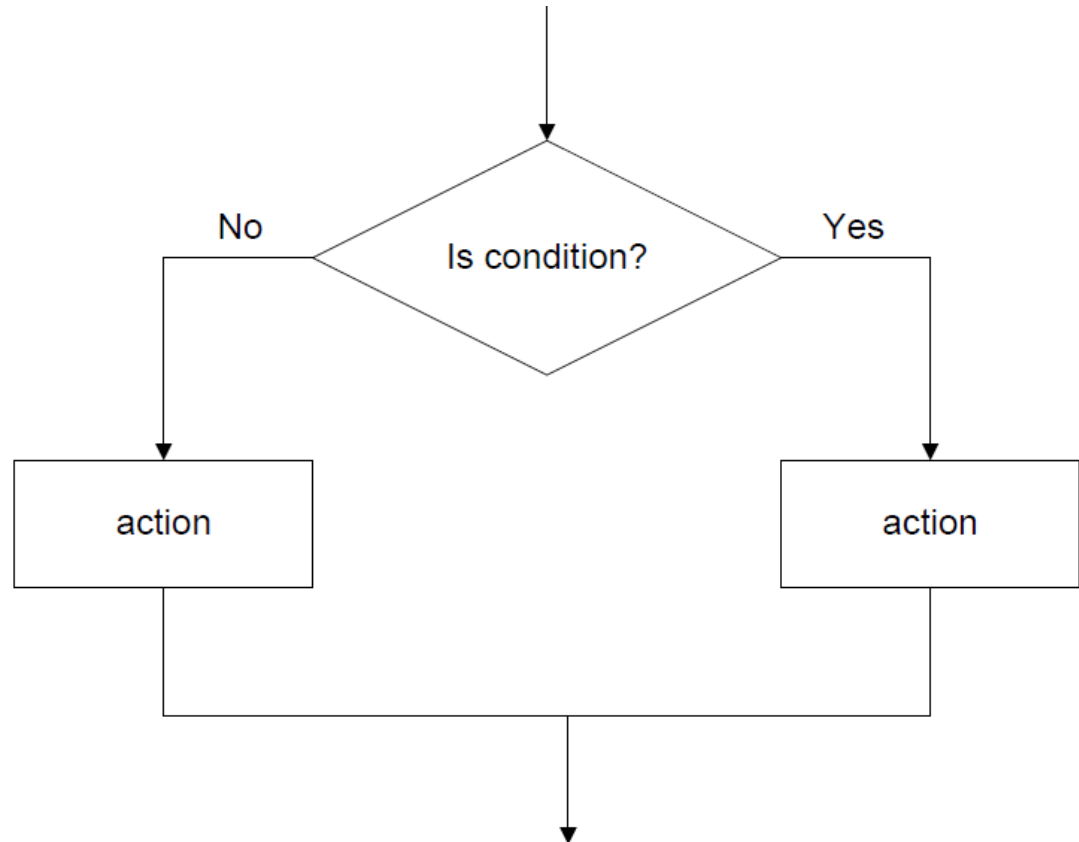 No
Yes
Is condition?
action
action